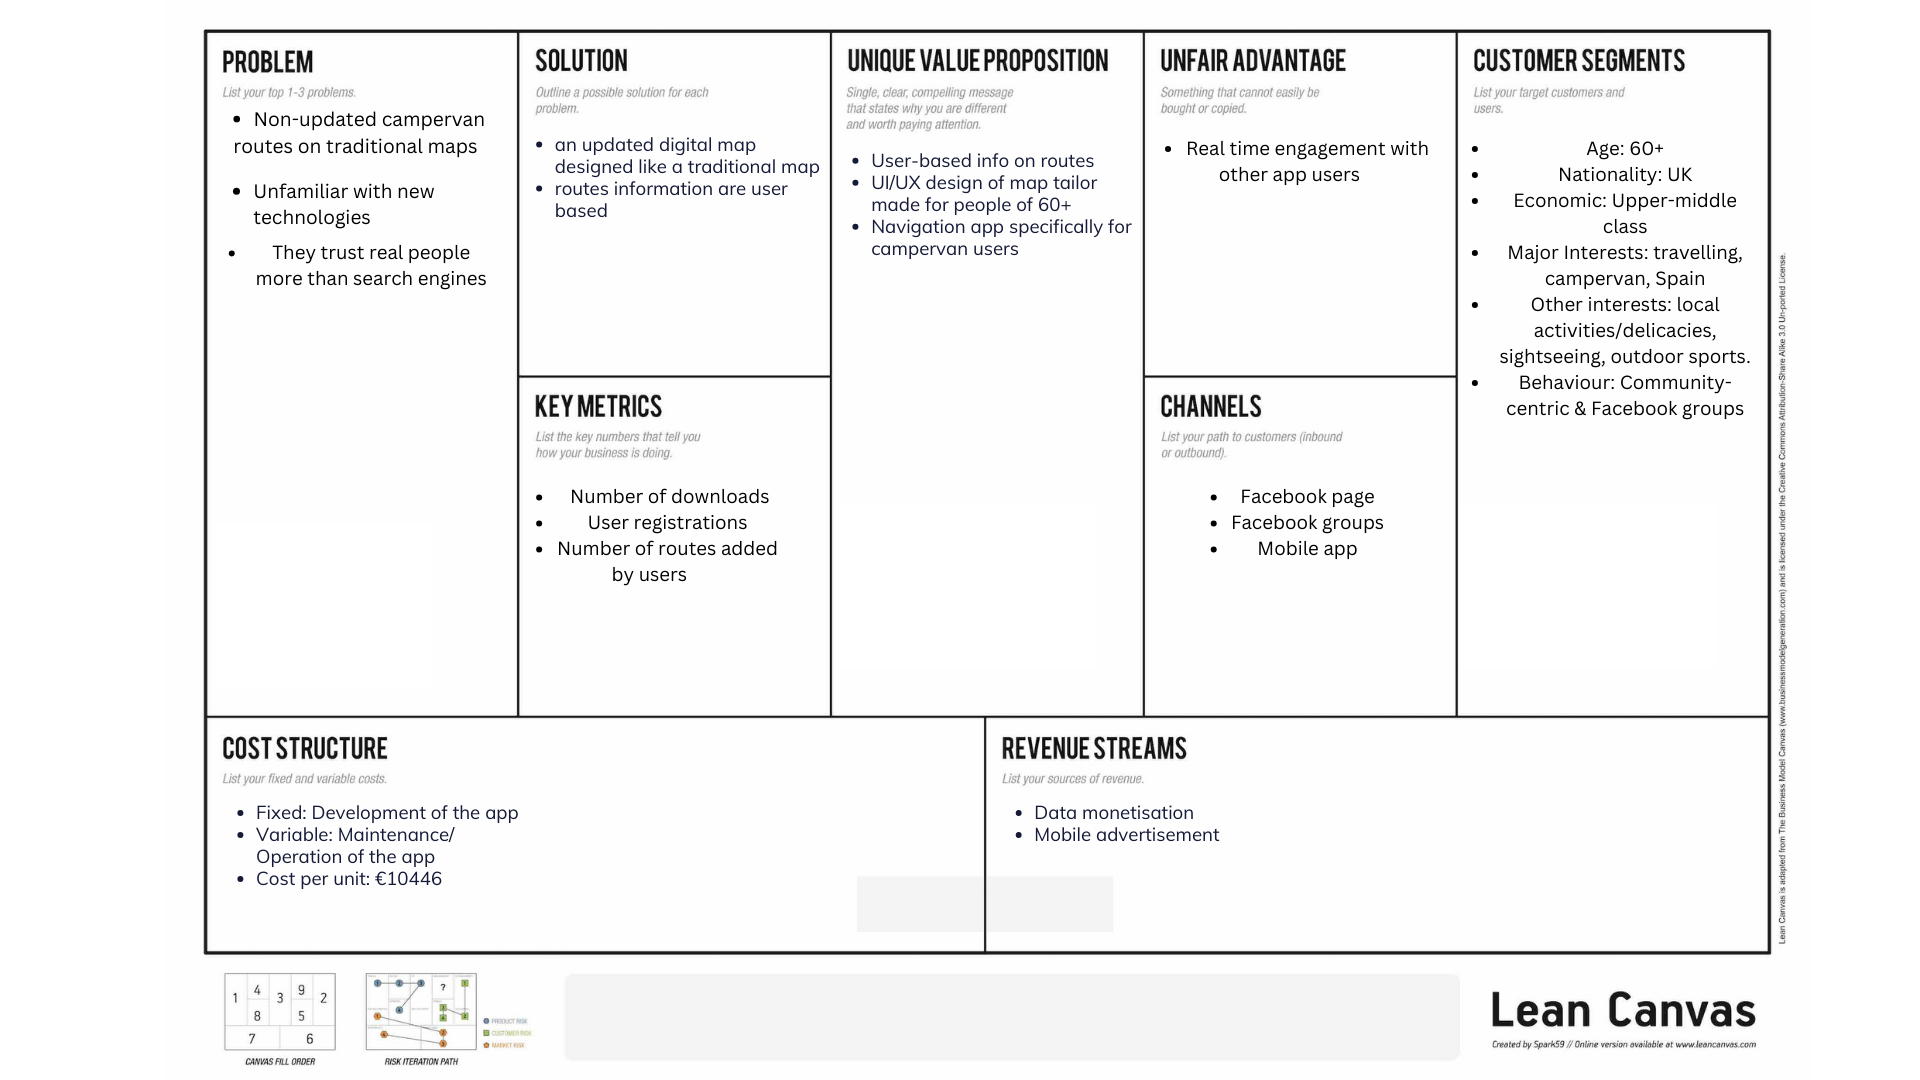 PROBLEM
List your top 1-3 problems.
• Non-updated campervan
routes on traditional maps
• Unfamiliar with new
technologies
• They trust real people
more than search engines
SOLUTION
Outline a possible solution for each
problem.
• an updated digital map
designed like a traditional map
• routes information are user
based
KEY METRICS
List the key numbers that tell you
how your business is doing.
• Number of downloads
• User registrations
• Number of routes added
by users
UNIQUE VALUE PROPOSITION
Single, clear, compelling message
that states why you are different
and worth paying attention.
• User-based info on routes
• UI/UX design of map tailor
made for people of 60+
• Navigation app specifically for
campervan users
UNFAIR ADVANTAGE
Something that cannot easily be
bought or copied.
• Real time engagement with
other app users
CHANNELS
List your path to customers (inbound
or outbound).
• Facebook page
• Facebook groups
• Mobile app
CUSTOMER SEGMENTS
List your target customers and
users.
• Age: 60+
• Nationality: UK
• Economic: Upper-middle
class
• Major Interests: travelling,
campervan, Spain
• Other interests: local
activities/delicacies,
sightseeing, outdoor sports.
• Behaviour: Community-
centric & Facebook groups
COST STRUCTURE
List your fixed and variable costs.
• Fixed: Development of the app
• Variable: Maintenance/
Operation of the app
• Cost per unit: €10446
REVENUE STREAMS
List your sources of revenue.
• Data monetisation
• Mobile advertisement
Lean Canvas is adapted from The Business Model Canvas (www.businessmodelgeneration.com) and is licensed under the Creative Commons Attribution-Share Alike 3.0 Un-ported License.
1 4 3 9 2
8 5
7 6
CANVAS FILL ORDER
?
PRODUCT RISK
CUSTOMER RISK
MARKET RISK
RISK ITERATION PATH
Lean Canvas
Created by Spark59 // Online version available at www.leancanvas.com